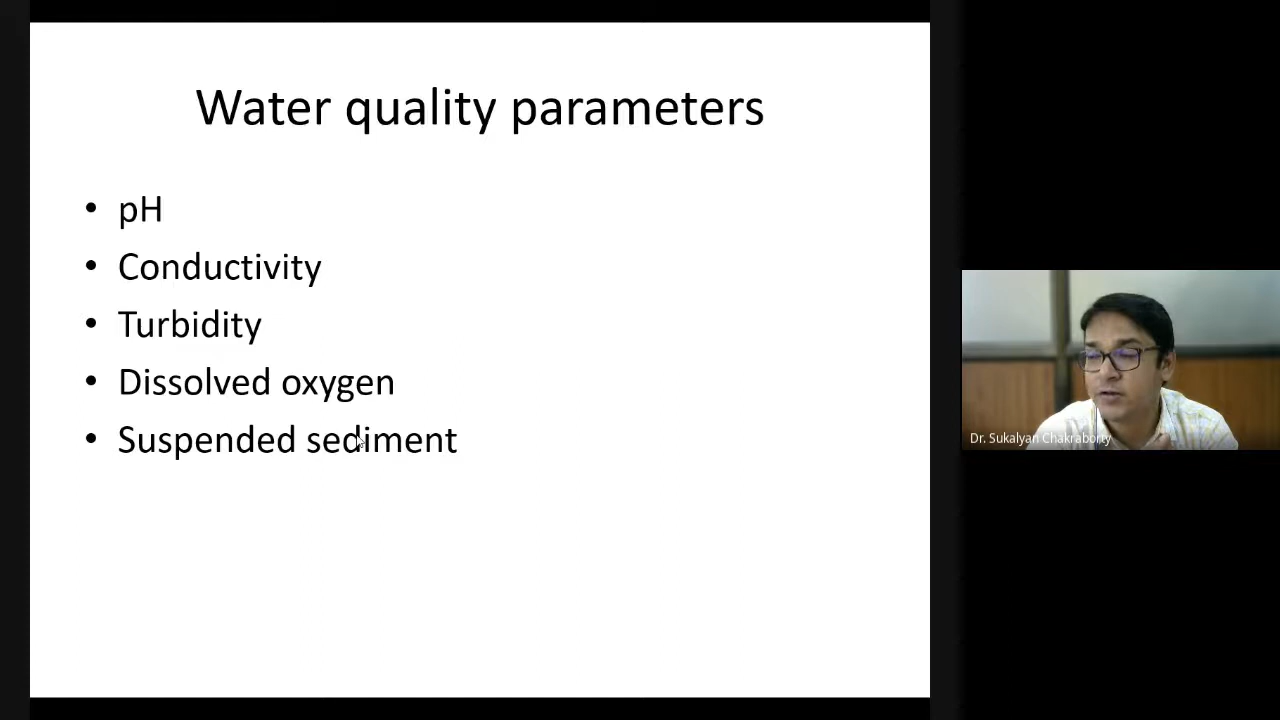 Water quality parameters
• pH
• Conductivity
• Turbidity
• Dissolved oxygen
• Suspended sediment
Dr. Sukalyan Chakraborty